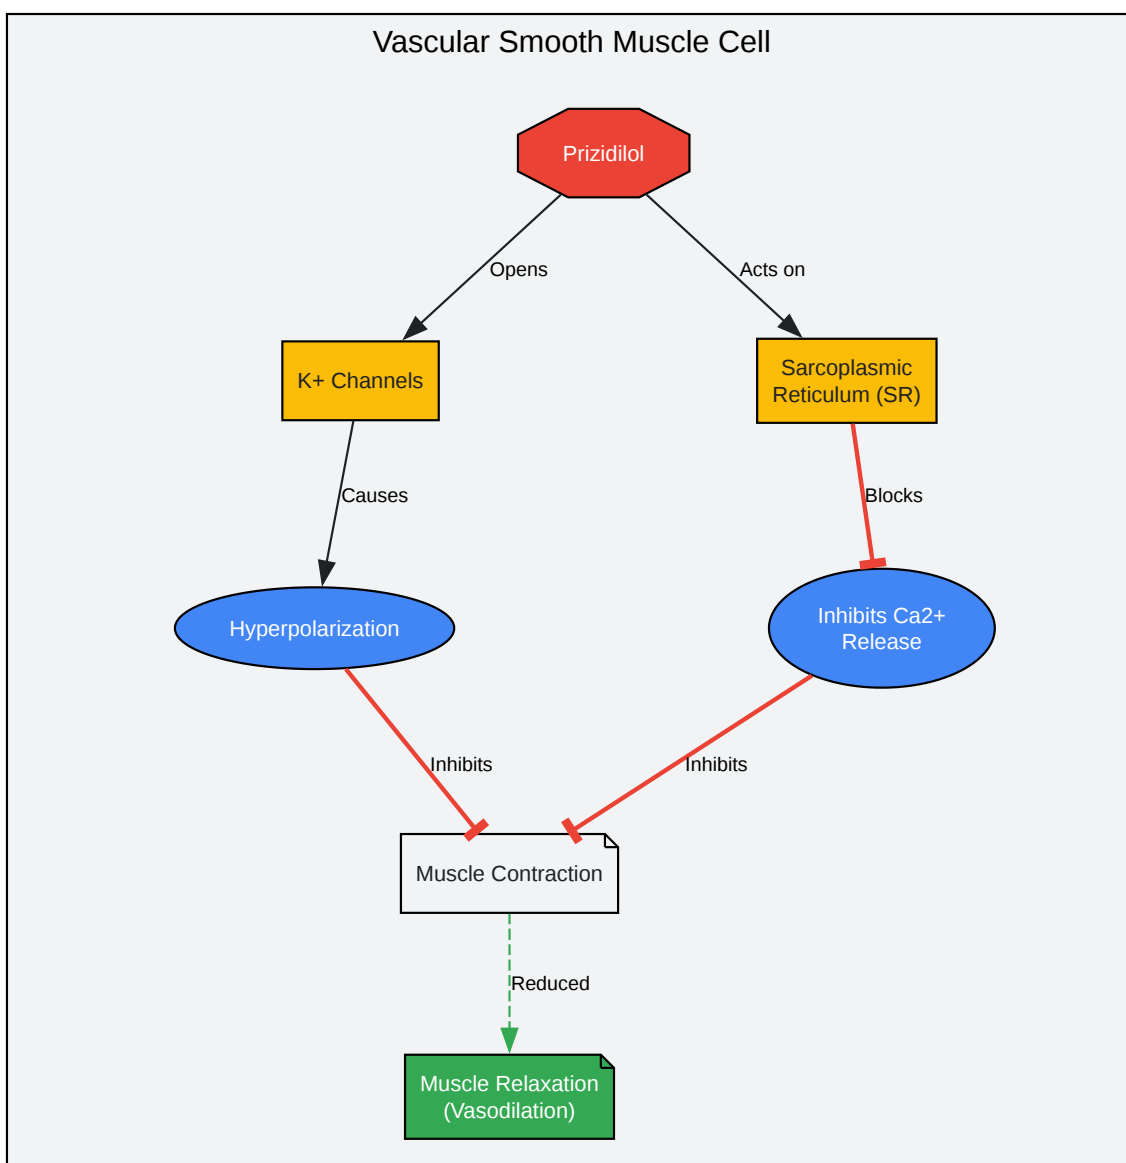 Vascular Smooth Muscle Cell
Prizidilol
Opens
Acts on
K+ Channels
Sarcoplasmic
Reticulum (SR)
Causes
Blocks
Hyperpolarization
Inhibits Ca2+
Release
Inhibits
Inhibits
Muscle Contraction
Reduced
Muscle Relaxation
(Vasodilation)